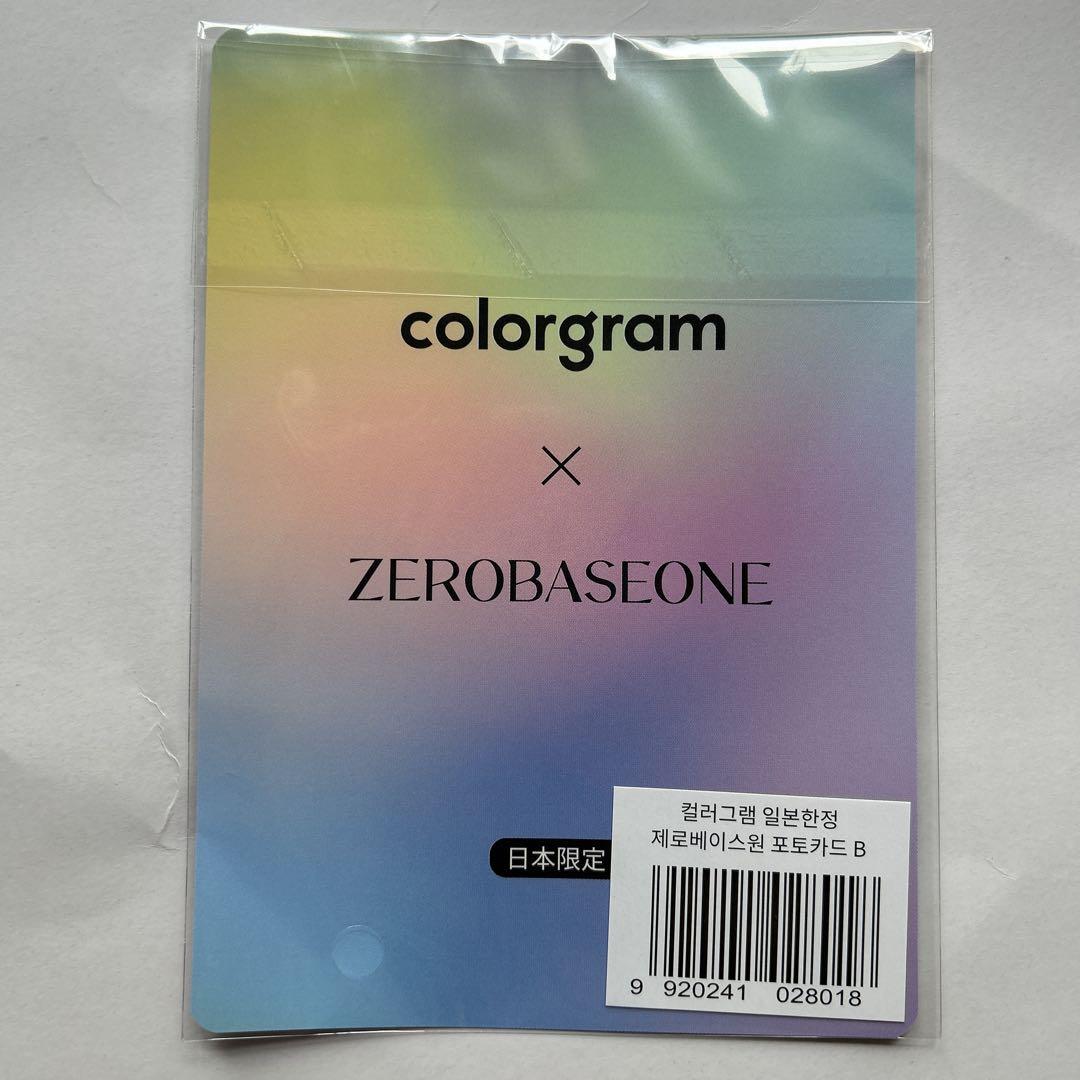 colorgram
×
ZEROBASEONE
日本限定
컬러그램 일본한정
제로베이스원 포토카드 B
9 920241 028018